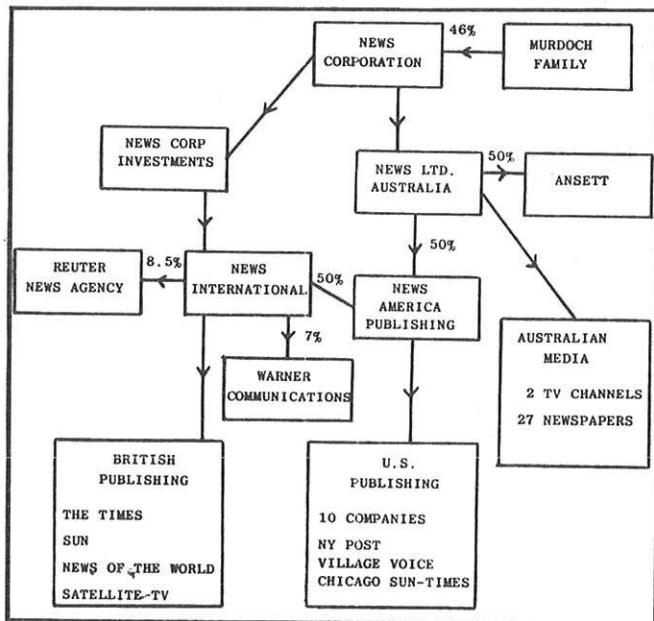 46%
NEWS
CORPORATION
MURDOCH
FAMILY
NEWS CORP
INVESTMENTS
NEWS LTD.
AUSTRALIA
50%
ANSETT
REUTER
NEWS AGENCY
8.5%
NEWS
INTERNATIONAL
50%
50%
NEWS
AMERICA
PUBLISHING
7%
WARNER
COMMUNICATIONS
AUSTRALIAN
MEDIA
2 TV CHANNELS
27 NEWSPAPERS
BRITISH
PUBLISHING
THE TIMES
SUN
NEWS OF THE WORLD
SATELLITE-TV
U.S.
PUBLISHING
10 COMPANIES
NY POST
VILLAGE VOICE
CHICAGO SUN-TIMES